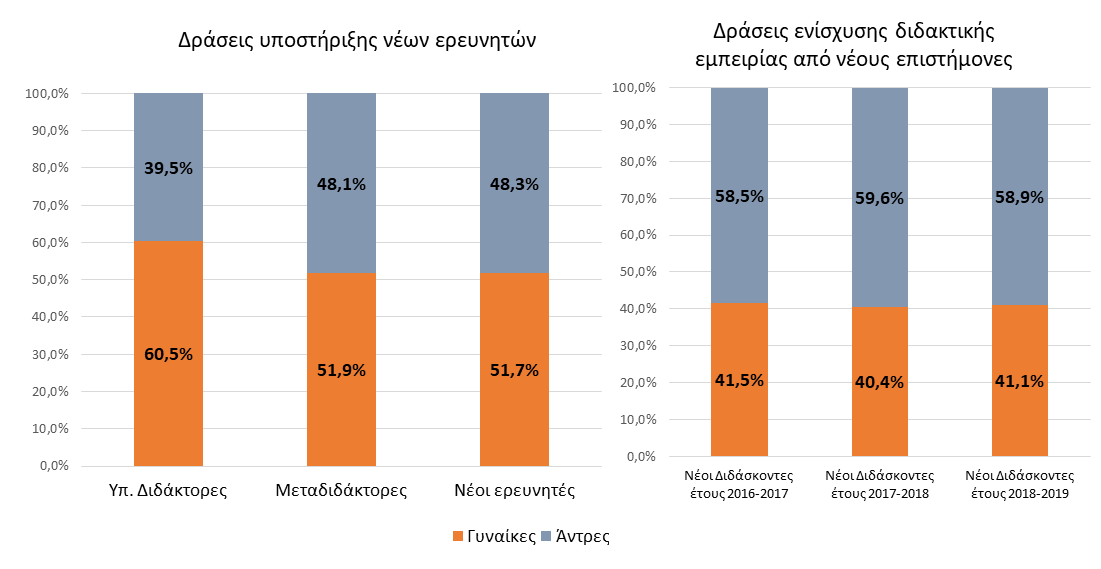 Δράσεις υποστήριξης νέων ερευνητών
100,0%
90,0%
80,0%
70,0%
60,0%
50,0%
40,0%
30,0%
20,0%
10,0%
0,0%
39,5%
48,1%
48,3%
60,5%
51,9%
51,7%
Υπ. Διδάκτορες
Μεταδιδάκτορες
Νέοι ερευνητές
Δράσεις ενίσχυσης διδακτικής
εμπειρίας από νέους επιστήμονες
100,0%
90,0%
80,0%
70,0%
60,0%
50,0%
40,0%
30,0%
20,0%
10,0%
0,0%
58,5%
59,6%
58,9%
41,5%
40,4%
41,1%
Νέοι Διδάσκοντες
έτους 2016-2017
Νέοι Διδάσκοντες
έτους 2017-2018
Νέοι Διδάσκοντες
έτους 2018-2019
Γυναίκες
Άντρες